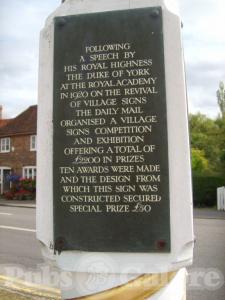 FOLLOWING
A SPEECH BY
HIS ROYAL HIGHNESS
THE DUKE OF YORK
AT THE ROYAL ACADEMY
IN 1920 ON THE REVIVAL
OF VILLAGE SIGNS
THE DAILY MAIL
ORGANISED A VILLAGE
SIGNS COMPETITION
AND EXHIBITION
OFFERING A TOTAL OF
£2200 IN PRIZES
TEN AWARDS WERE MADE
AND THE DESIGN FROM
WHICH THIS SIGN WAS
CONSTRUCTED SECURED
SPECIAL PRIZE £50
Pubs Galore